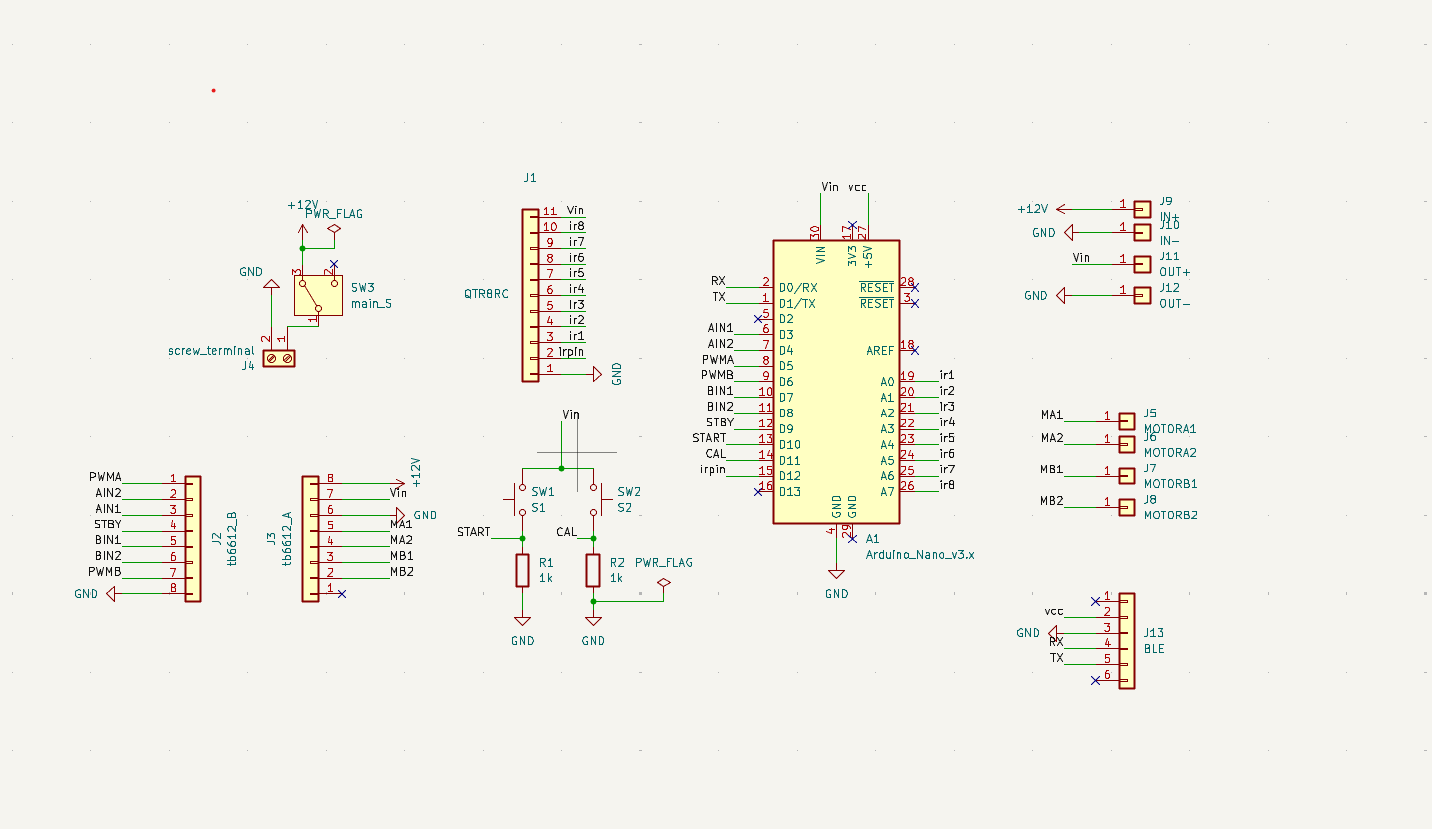 +12V
PWR_FLAG
GND
3
2
1
SW3
main_S
2
1
screw_terminal
J4
J1
QTR8RC
11 Vin
10 ir8
9 ir7
8 ir6
7 ir5
6 ir4
5 ir3
4 ir2
3 ir1
2 irpin
1
GND
Vin vcc
30 17 27
VIN 3V3 +5V
RX 2 D0/RX RESET 28
TX 1 D1/TX RESET 3
5 D2
AIN1 6 D3
AIN2 7 D4 AREF 18
PWMA 8 D5
PWMB 9 D6 A0 19 ir1
BIN1 10 D7 A1 20 ir2
BIN2 11 D8 A2 21 ir3
STBY 12 D9 A3 22 ir4
START 13 D10 A4 23 ir5
CAL 14 D11 A5 24 ir6
irpin 15 D12 A6 25 ir7
16 D13 A7 26 ir8
GND GND
4 29
A1
Arduino_Nano_v3.x
GND
+12V 1 J9
IN+
GND 1 J10
IN-
Vin 1 J11
OUT+
GND 1 J12
OUT-
MA1 1 J5
MOTORA1
MA2 1 J6
MOTORA2
MB1 1 J7
MOTORB1
MB2 1 J8
MOTORB2
PWMA 1
AIN2 2
AIN1 3
STBY 4
BIN1 5
BIN2 6
PWMB 7
GND 8
J2
tb6612_B
J3
tb6612_A
8 +12V
7 Vin
6 GND
5 MA1
4 MA2
3 MB1
2 MB2
1
Vin
SW1
S1
SW2
S2
START
CAL
R1
1k
R2
1k
PWR_FLAG
GND
GND
1
vcc 2
GND 3
RX 4
TX 5
6
J13
BLE